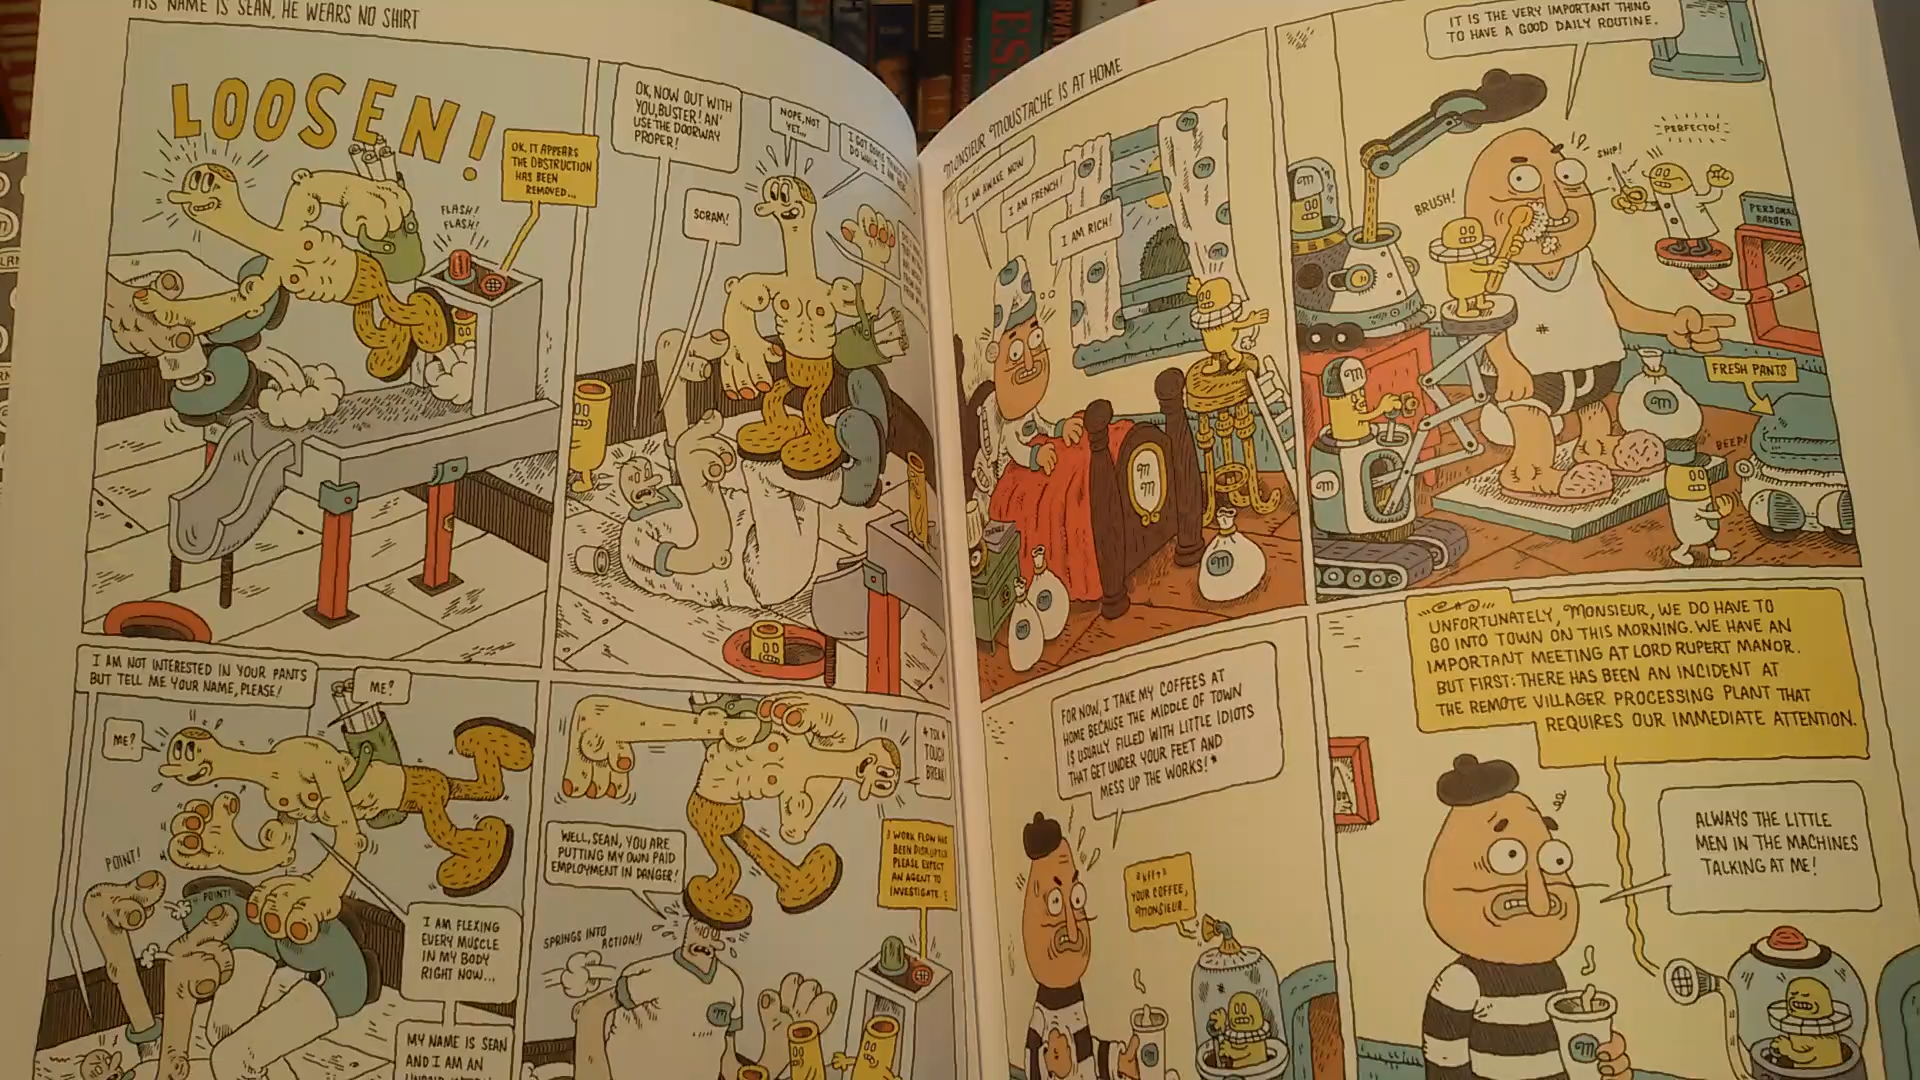 HIS NAME IS SEAN, HE WEARS NO SHIRT
LOOSEN!
OK. IT APPEARS
THE OBSTRUCTION
HAS BEEN
REMOVED...
FLASH!
FLASH!
OK, NOW OUT WITH
YOU, BUSTER! AN'
USE THE DOORWAY
PROPER!
NOPE, NOT
YET...
I GOT SOME
DO WHILE I AM
SCRAM!
I AM NOT INTERESTED IN YOUR PANTS
BUT TELL ME YOUR NAME, PLEASE!
ME?
ME?
POINT!
POINT!
I AM FLEXING
EVERY MUSCLE
IN MY BODY
RIGHT NOW...
MY NAME IS SEAN
AND I AM AN
*TSK*
TOUGH
BREAK!
WELL, SEAN, YOU ARE
PUTTING MY OWN PAID
EMPLOYMENT IN DANGER!
WORK FLOW HAS
BEEN DISRUPTED
PLEASE EXPECT
AN AGENT TO
INVESTIGATE.
SPRINGS INTO
ACTION!!
m
MONSIEUR MOUSTACHE IS AT HOME
I AM AWAKE NOW
I AM FRENCH!
I AM RICH!
m
m
m
m
m
IT IS THE VERY IMPORTANT THING
TO HAVE A GOOD DAILY ROUTINE.
PERFECTO!
SNIP!
BRUSH!
PERSONAL
BARBER
FRESH PANTS
m
m
m
BEEP!
FOR NOW, I TAKE MY COFFEES AT
HOME BECAUSE THE MIDDLE OF TOWN
IS USUALLY FILLED WITH LITTLE IDIOTS
THAT GET UNDER YOUR FEET AND
MESS UP THE WORKS!*
YOUR COFFEE,
MONSIEUR...
m
UNFORTUNATELY, MONSIEUR, WE DO HAVE TO
GO INTO TOWN ON THIS MORNING. WE HAVE AN
IMPORTANT MEETING AT LORD RUPERT MANOR.
BUT FIRST: THERE HAS BEEN AN INCIDENT AT
THE REMOTE VILLAGER PROCESSING PLANT THAT
REQUIRES OUR IMMEDIATE ATTENTION.
ALWAYS THE LITTLE
MEN IN THE MACHINES
TALKING AT ME!
m
KINDT